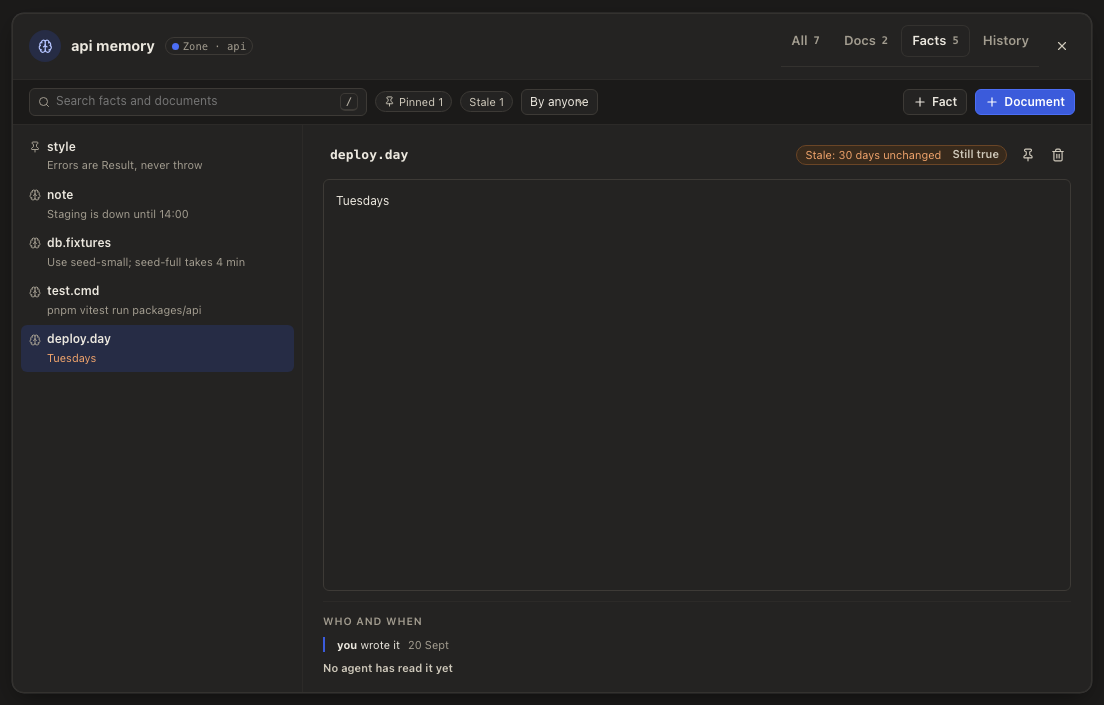 api memory
Zone · api
All 7
Docs 2
Facts 5
History
Search facts and documents
/
Pinned 1
Stale 1
By anyone
Fact
Document
style
Errors are Result, never throw
note
Staging is down until 14:00
db.fixtures
Use seed-small; seed-full takes 4 min
test.cmd
pnpm vitest run packages/api
deploy.day
Tuesdays
deploy.day
Stale: 30 days unchanged Still true
Tuesdays
WHO AND WHEN
you wrote it 20 Sept
No agent has read it yet